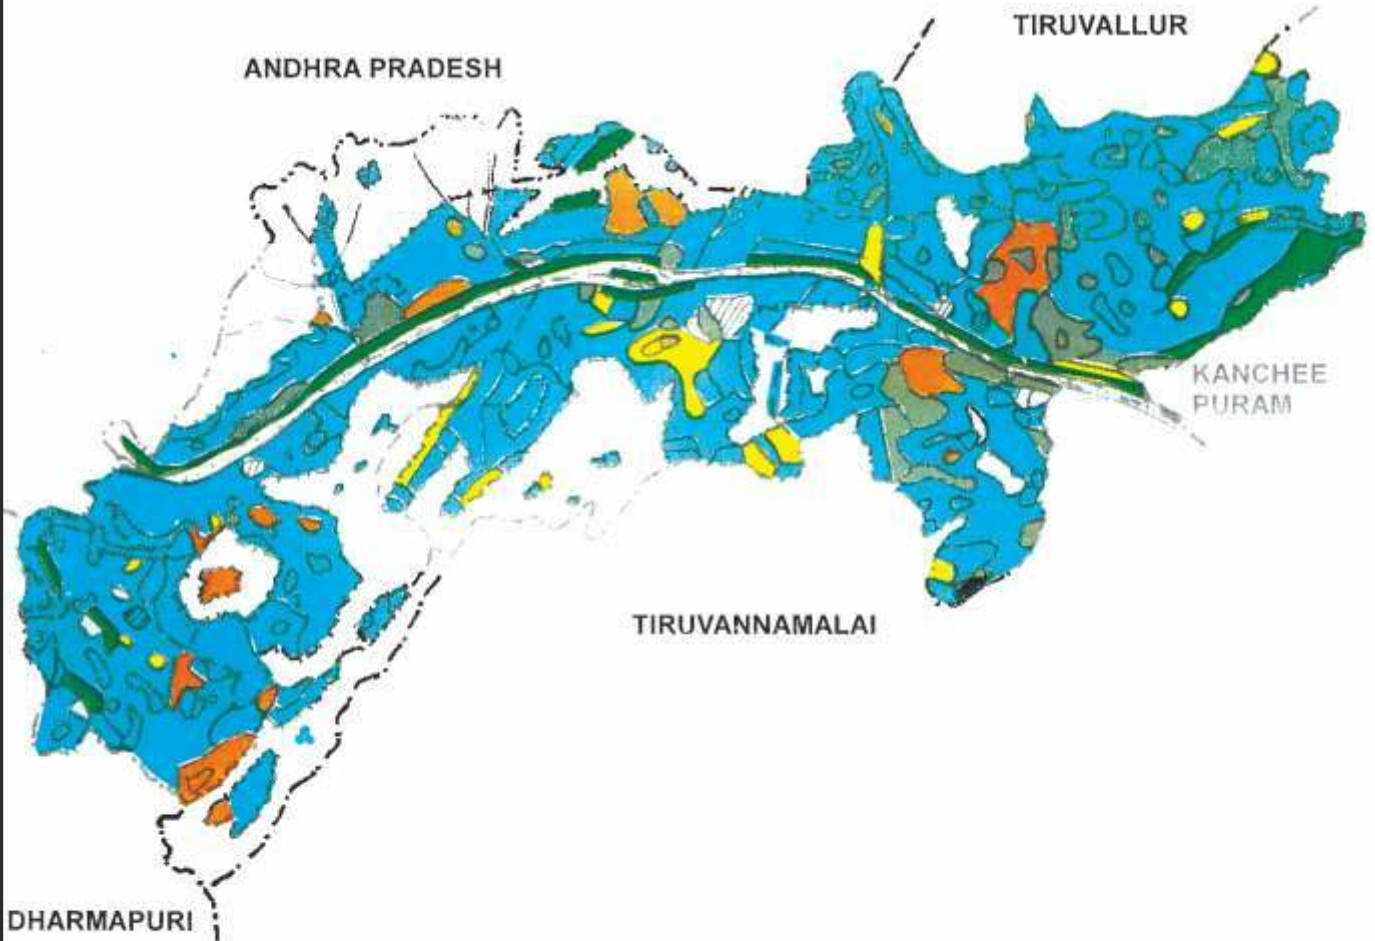 TIRUVALLUR
ANDHRA PRADESH
KANCHEE
PURAM
TIRUVANNAMALAI
DHARMAPURI